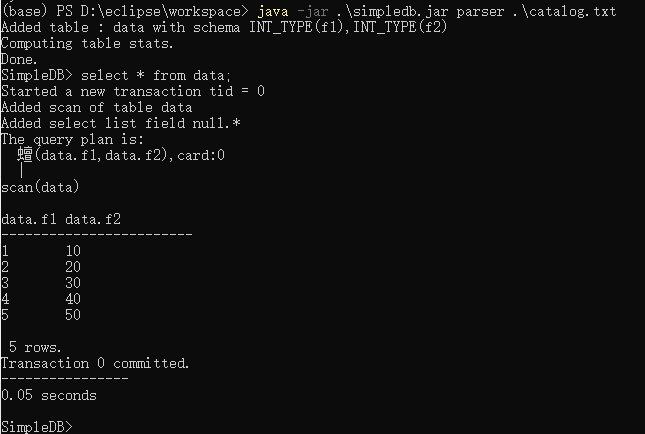 (base) PS D:\eclipse\workspace> java -jar .\simpledb.jar parser .\catalog.txt
Added table : data with schema INT_TYPE(f1),INT_TYPE(f2)
Computing table stats.
Done.
SimpleDB> select * from data;
Started a new transaction tid = 0
Added scan of table data
Added select list field null.*
The query plan is:
蟺(data.f1,data.f2),card:0
|
scan(data)
data.f1 data.f2
------------------------
1 10
2 20
3 30
4 40
5 50
5 rows.
Transaction 0 committed.
----------------
0.05 seconds
SimpleDB>